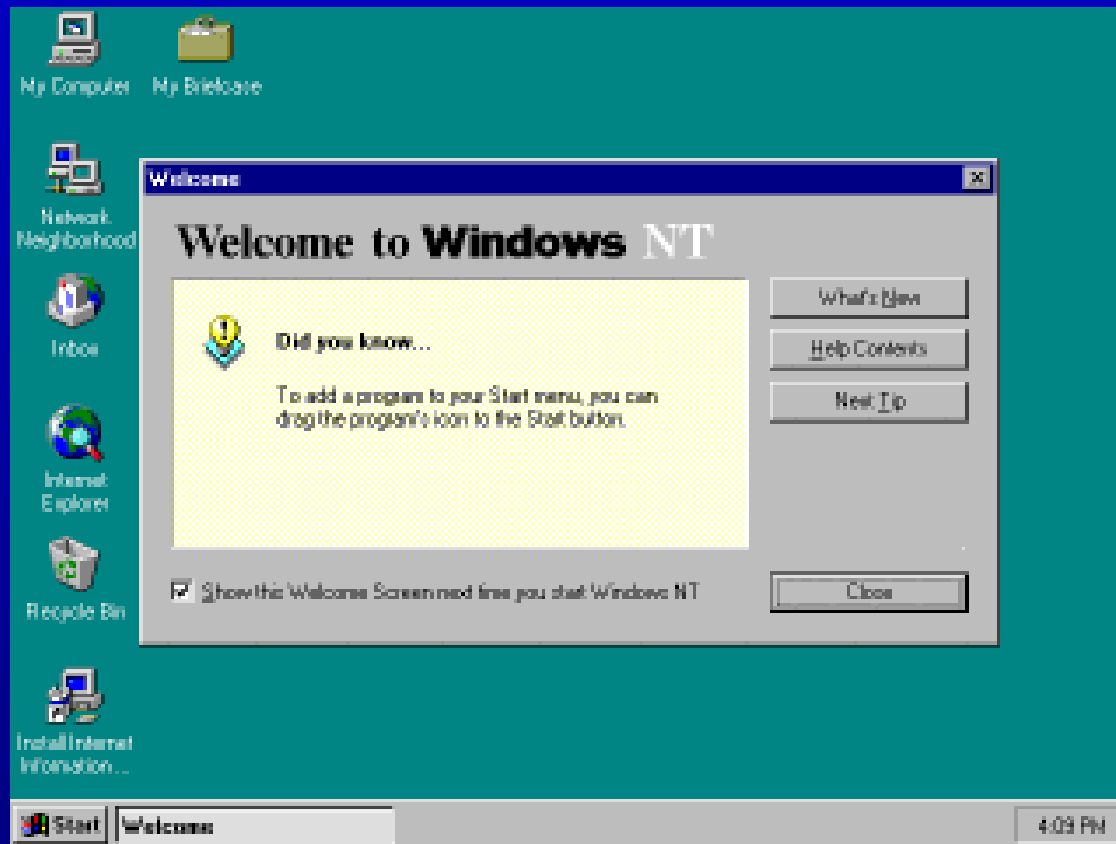 My Computer
My Briefcase
Network
Neighborhood
Inbox
Internet
Explorer
Recycle Bin
Install Internet
Information...
Welcome
Welcome to Windows NT
Did you know...
To add a program to your Start menu, you can
drag the program's icon to the Start button.
What's New
Help Contents
Next Tip
Show this Welcome Screen next time you start Windows NT
Close
Start
Welcome
4:09 PM